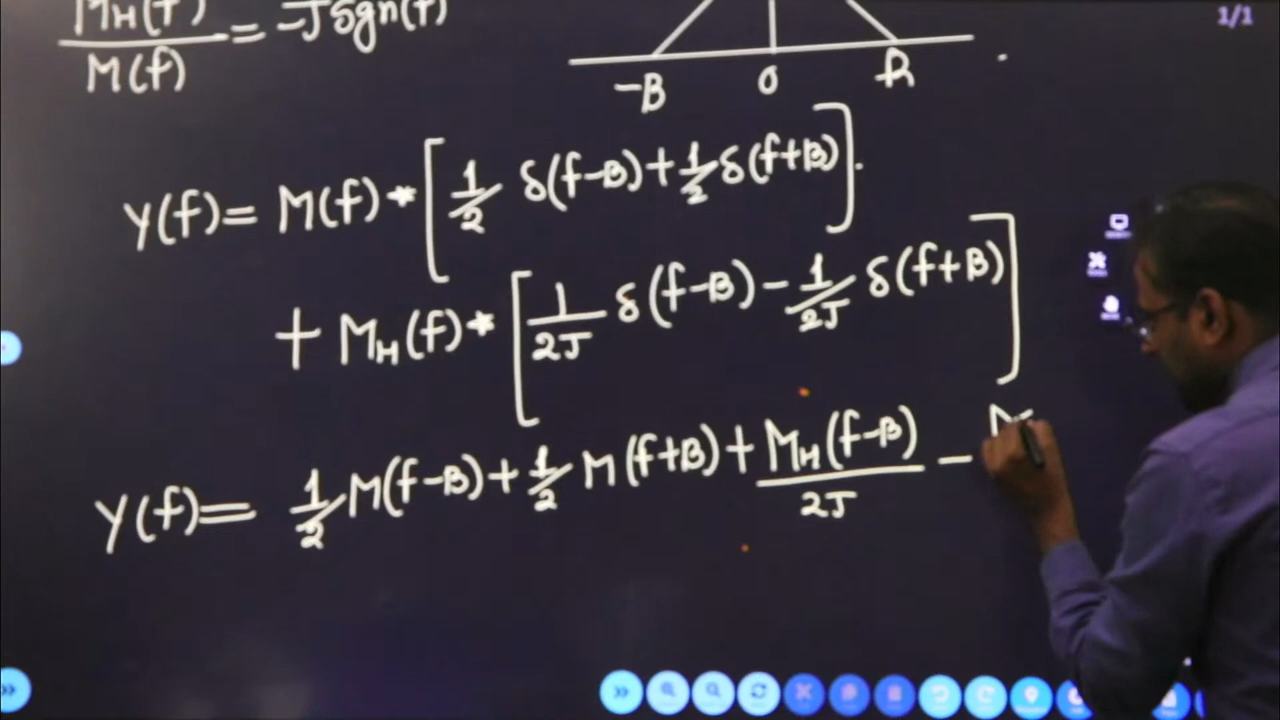 1/1
M_H(f)/M(f) = -J sgn(f)
-B 0 B
Y(f)= M(f)*[1/2 δ(f-B)+1/2 δ(f+B)].
+ M_H(f)*[1/2J δ(f-B) - 1/2J δ(f+B)]
Y(f)= 1/2 M(f-B)+1/2 M(f+B)+ M_H(f-B)/2J -